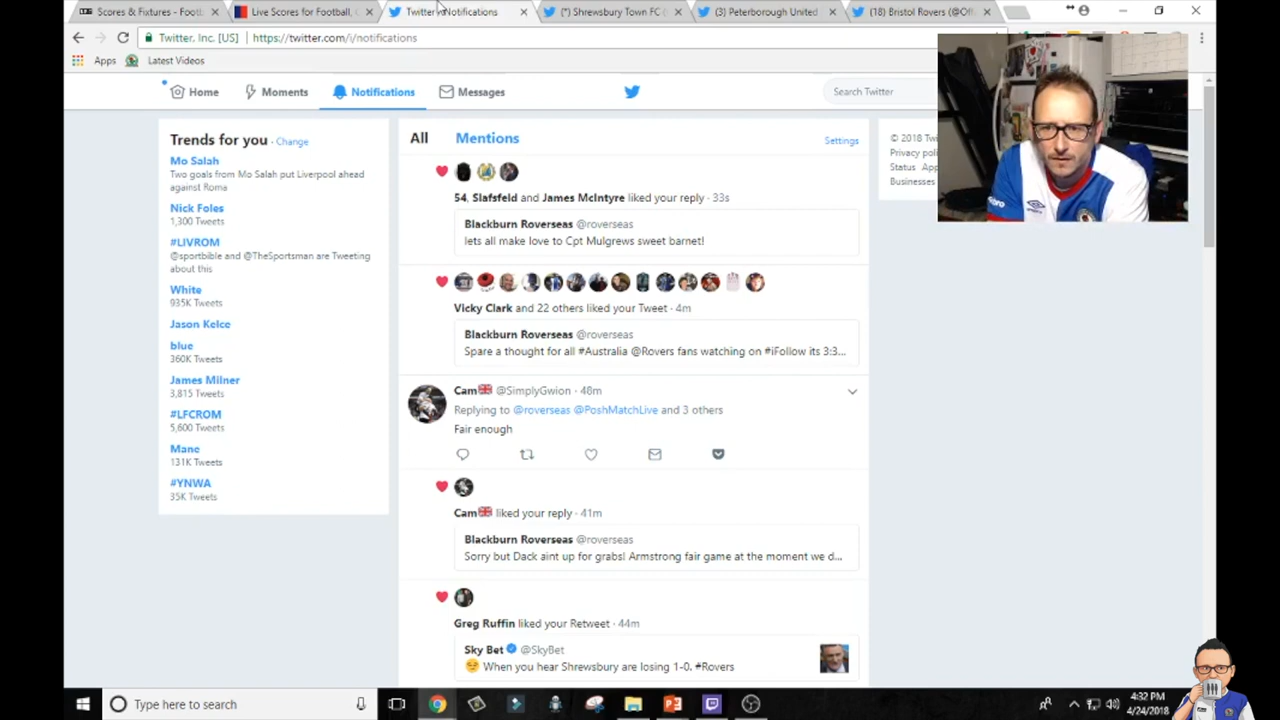 Scores & Fixtures - Footb
Live Scores for Football,
Twitter / Notifications
(*) Shrewsbury Town FC
(3) Peterborough United
(18) Bristol Rovers (@Off
Twitter, Inc. [US]
https://twitter.com/i/notifications
Apps
Latest Videos
Home
Moments
Notifications
Messages
Search Twitter
Trends for you · Change
Mo Salah
Two goals from Mo Salah put Liverpool ahead
against Roma
Nick Foles
1,300 Tweets
#LIVROM
@sportbible and @TheSportsman are Tweeting
about this
White
935K Tweets
Jason Kelce
blue
360K Tweets
James Milner
3,815 Tweets
#LFCROM
5,600 Tweets
Mane
131K Tweets
#YNWA
35K Tweets
All
Mentions
Settings
54, Slafsfeld and James McIntyre liked your reply · 33s
Blackburn Roverseas @roverseas
lets all make love to Cpt Mulgrews sweet barnet!
Vicky Clark and 22 others liked your Tweet · 4m
Blackburn Roverseas @roverseas
Spare a thought for all #Australia @Rovers fans watching on #iFollow its 3:3...
Cam @SimplyGwion · 48m
Replying to @roverseas @PoshMatchLive and 3 others
Fair enough
Cam liked your reply · 41m
Blackburn Roverseas @roverseas
Sorry but Dack aint up for grabs! Armstrong fair game at the moment we d...
Greg Ruffin liked your Retweet · 44m
Sky Bet @SkyBet
When you hear Shrewsbury are losing 1-0. #Rovers
© 2018 Twi
Privacy poli
Status App
Businesses
Type here to search
4:32 PM
4/24/2018